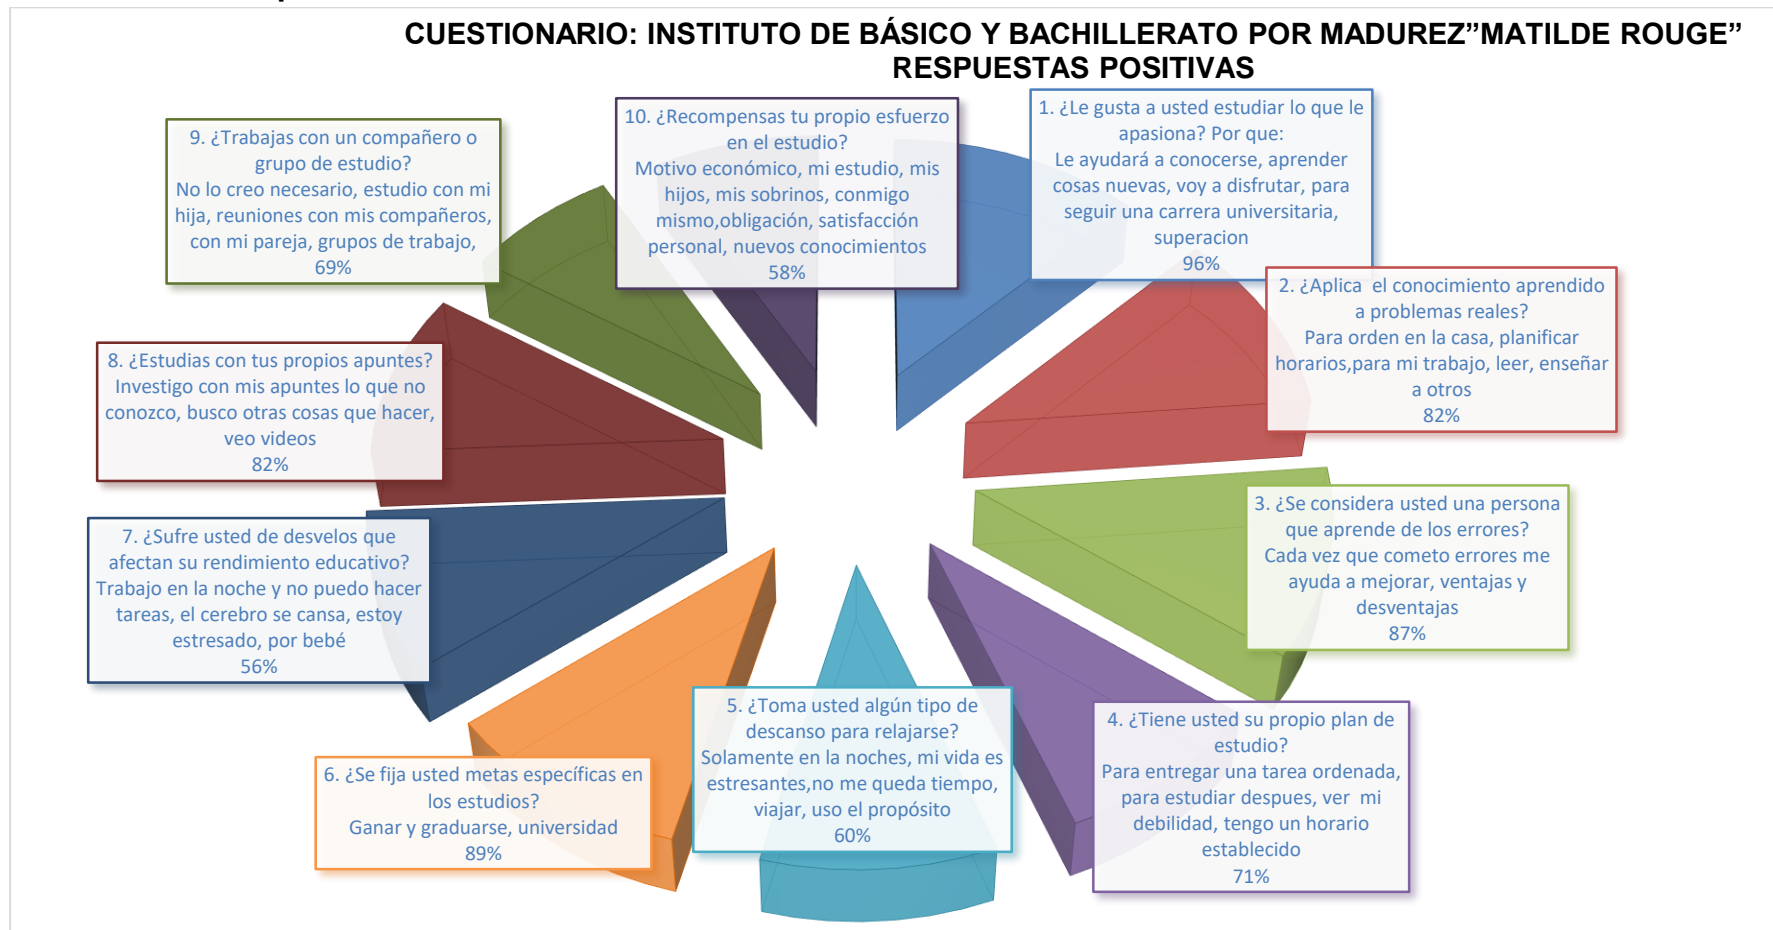 CUESTIONARIO: INSTITUTO DE BÁSICO Y BACHILLERATO POR MADUREZ"MATILDE ROUGE"
RESPUESTAS POSITIVAS
1. ¿Le gusta a usted estudiar lo que le
apasiona? Por que:
Le ayudará a conocerse, aprender
cosas nuevas, voy a disfrutar, para
seguir una carrera universitaria,
superacion
96%
2. ¿Aplica  el conocimiento aprendido
a problemas reales?
Para orden en la casa, planificar
horarios,para mi trabajo, leer, enseñar
a otros
82%
3. ¿Se considera usted una persona
que aprende de los errores?
Cada vez que cometo errores me
ayuda a mejorar, ventajas y
desventajas
87%
4. ¿Tiene usted su propio plan de
estudio?
Para entregar una tarea ordenada,
para estudiar despues, ver  mi
debilidad, tengo un horario
establecido
71%
5. ¿Toma usted algún tipo de
descanso para relajarse?
Solamente en la noches, mi vida es
estresantes,no me queda tiempo,
viajar, uso el propósito
60%
6. ¿Se fija usted metas específicas en
los estudios?
Ganar y graduarse, universidad
89%
7. ¿Sufre usted de desvelos que
afectan su rendimiento educativo?
Trabajo en la noche y no puedo hacer
tareas, el cerebro se cansa, estoy
estresado, por bebé
56%
8. ¿Estudias con tus propios apuntes?
Investigo con mis apuntes lo que no
conozco, busco otras cosas que hacer,
veo videos
82%
9. ¿Trabajas con un compañero o
grupo de estudio?
No lo creo necesario, estudio con mi
hija, reuniones con mis compañeros,
con mi pareja, grupos de trabajo,
69%
10. ¿Recompensas tu propio esfuerzo
en el estudio?
Motivo económico, mi estudio, mis
hijos, mis sobrinos, conmigo
mismo,obligación, satisfacción
personal, nuevos conocimientos
58%